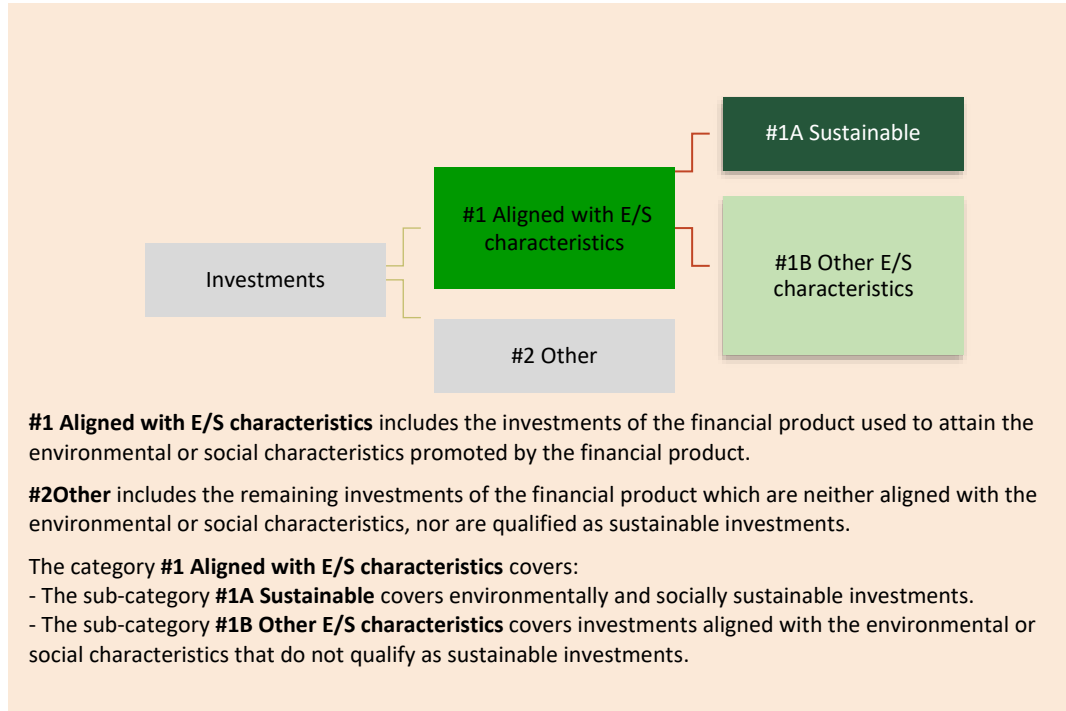 #1A Sustainable
#1 Aligned with E/S
characteristics
#1B Other E/S
characteristics
Investments
#2 Other
#1 Aligned with E/S characteristics includes the investments of the financial product used to attain the
environmental or social characteristics promoted by the financial product.
#2Other includes the remaining investments of the financial product which are neither aligned with the
environmental or social characteristics, nor are qualified as sustainable investments.
The category #1 Aligned with E/S characteristics covers:
- The sub-category #1A Sustainable covers environmentally and socially sustainable investments.
- The sub-category #1B Other E/S characteristics covers investments aligned with the environmental or
social characteristics that do not qualify as sustainable investments.